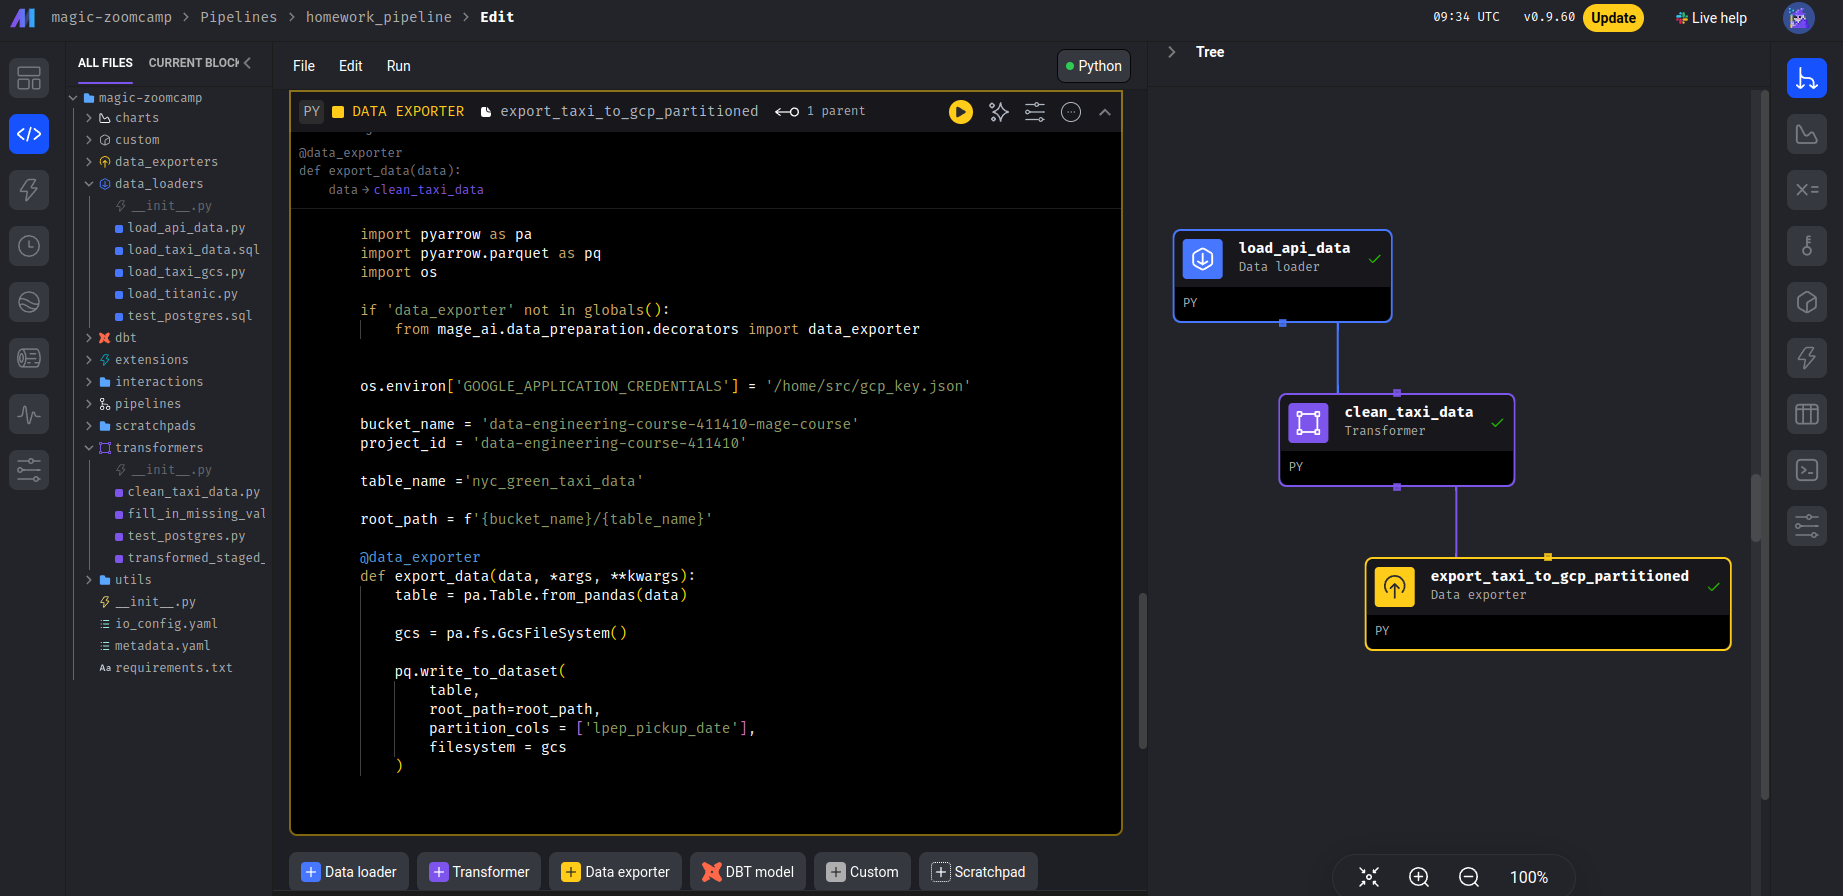 magic-zoomcamp > Pipelines > homework_pipeline > Edit
09:34 UTC v0.9.60 Update Live help
ALL FILES CURRENT BLOCK
magic-zoomcamp
charts
custom
data_exporters
data_loaders
__init__.py
load_api_data.py
load_taxi_data.sql
load_taxi_gcs.py
load_titanic.py
test_postgres.sql
dbt
extensions
interactions
pipelines
scratchpads
transformers
__init__.py
clean_taxi_data.py
fill_in_missing_val
test_postgres.py
transformed_staged_
utils
__init__.py
io_config.yaml
metadata.yaml
Aa requirements.txt
File Edit Run Python
PY DATA EXPORTER export_taxi_to_gcp_partitioned 1 parent
@data_exporter
def export_data(data):
data → clean_taxi_data
import pyarrow as pa
import pyarrow.parquet as pq
import os
if 'data_exporter' not in globals():
from mage_ai.data_preparation.decorators import data_exporter
os.environ['GOOGLE_APPLICATION_CREDENTIALS'] = '/home/src/gcp_key.json'
bucket_name = 'data-engineering-course-411410-mage-course'
project_id = 'data-engineering-course-411410'
table_name ='nyc_green_taxi_data'
root_path = f'{bucket_name}/{table_name}'
@data_exporter
def export_data(data, *args, **kwargs):
table = pa.Table.from_pandas(data)
gcs = pa.fs.GcsFileSystem()
pq.write_to_dataset(
table,
root_path=root_path,
partition_cols = ['lpep_pickup_date'],
filesystem = gcs
)
Data loader Transformer Data exporter DBT model Custom Scratchpad
Tree
load_api_data
Data loader
PY
clean_taxi_data
Transformer
PY
export_taxi_to_gcp_partitioned
Data exporter
PY
100%